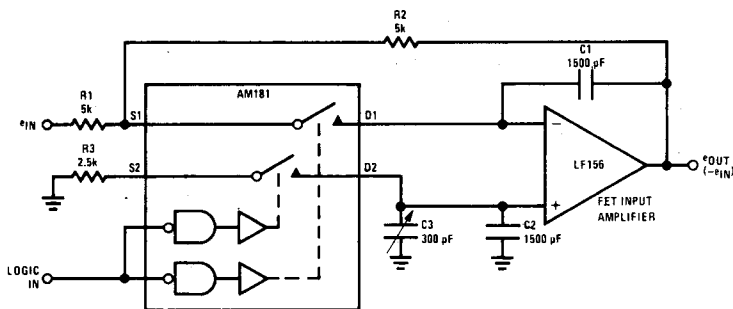 R2
5k
C1
1500 pF
R1
5k
AM181
eIN
S1
D1
R3
2.5k
S2
D2
−
LF156
+
eOUT
(-eIN)
FET INPUT
AMPLIFIER
C3
300 pF
C2
1500 pF
LOGIC
IN